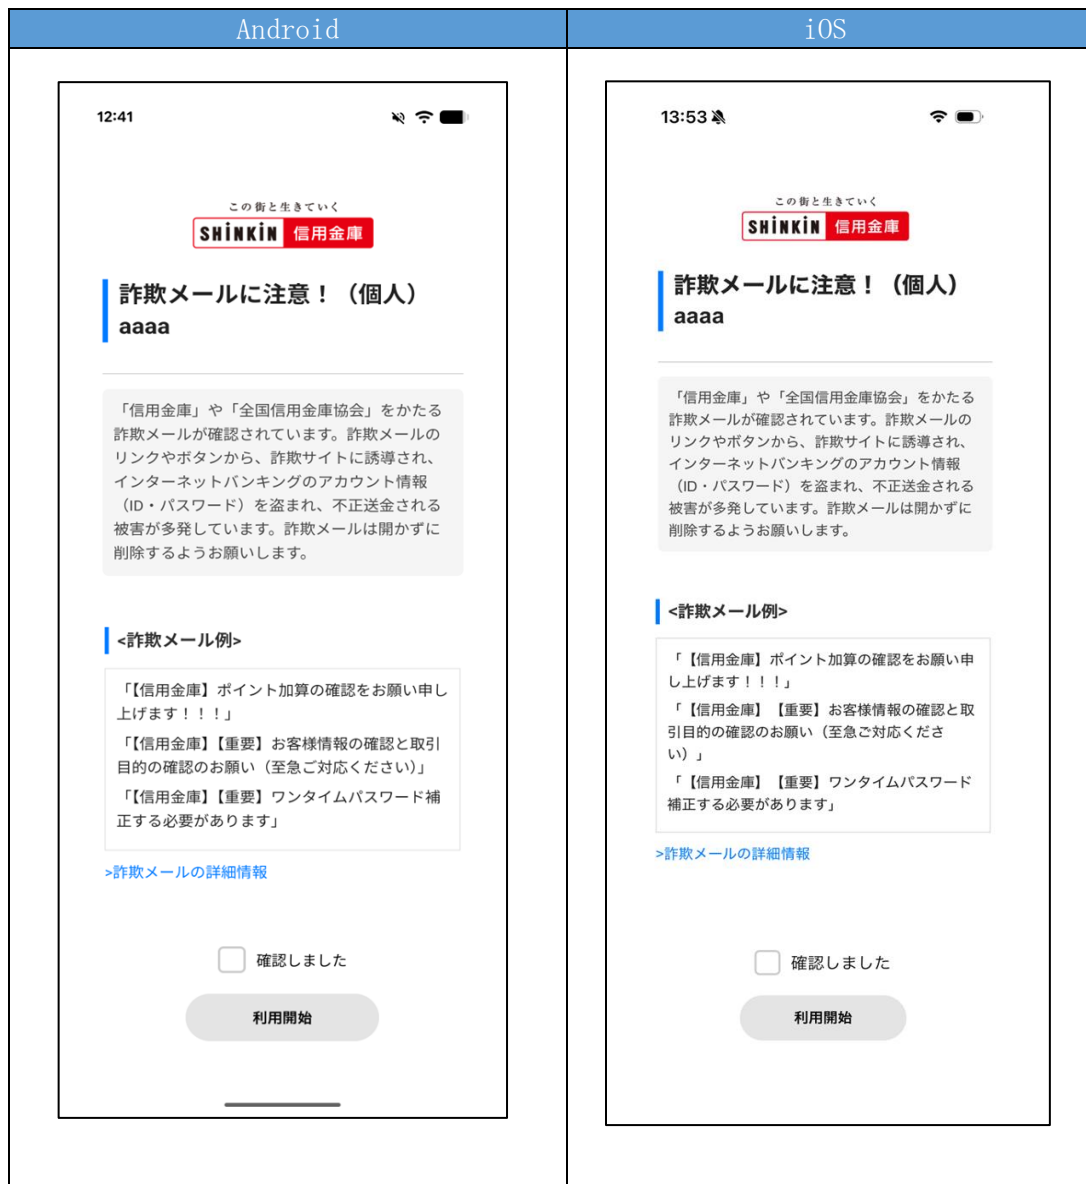 Android
iOS
12:41
この街と生きていく
SHiNKiN 信用金庫
詐欺メールに注意！（個人）
aaaa
「信用金庫」や「全国信用金庫協会」をかたる
詐欺メールが確認されています。詐欺メールの
リンクやボタンから、詐欺サイトに誘導され、
インターネットバンキングのアカウント情報
（ID・パスワード）を盗まれ、不正送金される
被害が多発しています。詐欺メールは開かずに
削除するようお願いします。
<詐欺メール例>
「【信用金庫】ポイント加算の確認をお願い申し
上げます！！！」
「【信用金庫】【重要】お客様情報の確認と取引
目的の確認のお願い（至急ご対応ください）」
「【信用金庫】【重要】ワンタイムパスワード補
正する必要があります」
>詐欺メールの詳細情報
確認しました
利用開始
13:53
この街と生きていく
SHiNKiN 信用金庫
詐欺メールに注意！（個人）
aaaa
「信用金庫」や「全国信用金庫協会」をかたる
詐欺メールが確認されています。詐欺メールの
リンクやボタンから、詐欺サイトに誘導され、
インターネットバンキングのアカウント情報
（ID・パスワード）を盗まれ、不正送金される
被害が多発しています。詐欺メールは開かずに
削除するようお願いします。
<詐欺メール例>
「【信用金庫】ポイント加算の確認をお願い申
し上げます！！！」
「【信用金庫】【重要】お客様情報の確認と取
引目的の確認のお願い（至急ご対応くださ
い）」
「【信用金庫】【重要】ワンタイムパスワード
補正する必要があります」
>詐欺メールの詳細情報
確認しました
利用開始